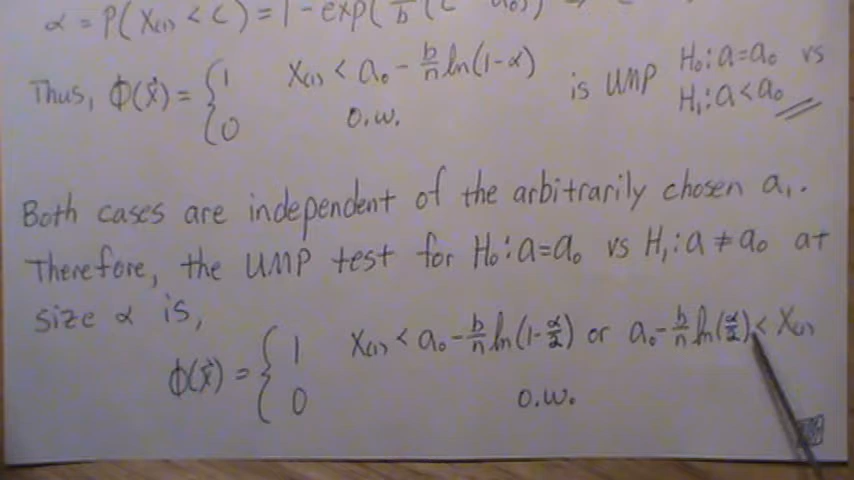 α = P(X₍₁₎ < C) = 1 - exp(
Thus, ϕ(x⃗) = { 1 X₍₁₎ < a₀ - b/n ln(1-α) is UMP H₀: a = a₀ vs
0 o.w. H₁: a < a₀
Both cases are independent of the arbitrarily chosen a₁.
Therefore, the UMP test for H₀: a = a₀ vs H₁: a ≠ a₀ at
size α is,
ϕ(x⃗) = { 1 X₍₁₎ < a₀ - b/n ln(1-α/2) or a₀ - b/n ln(α/2) < X₍₁₎
0 o.w.